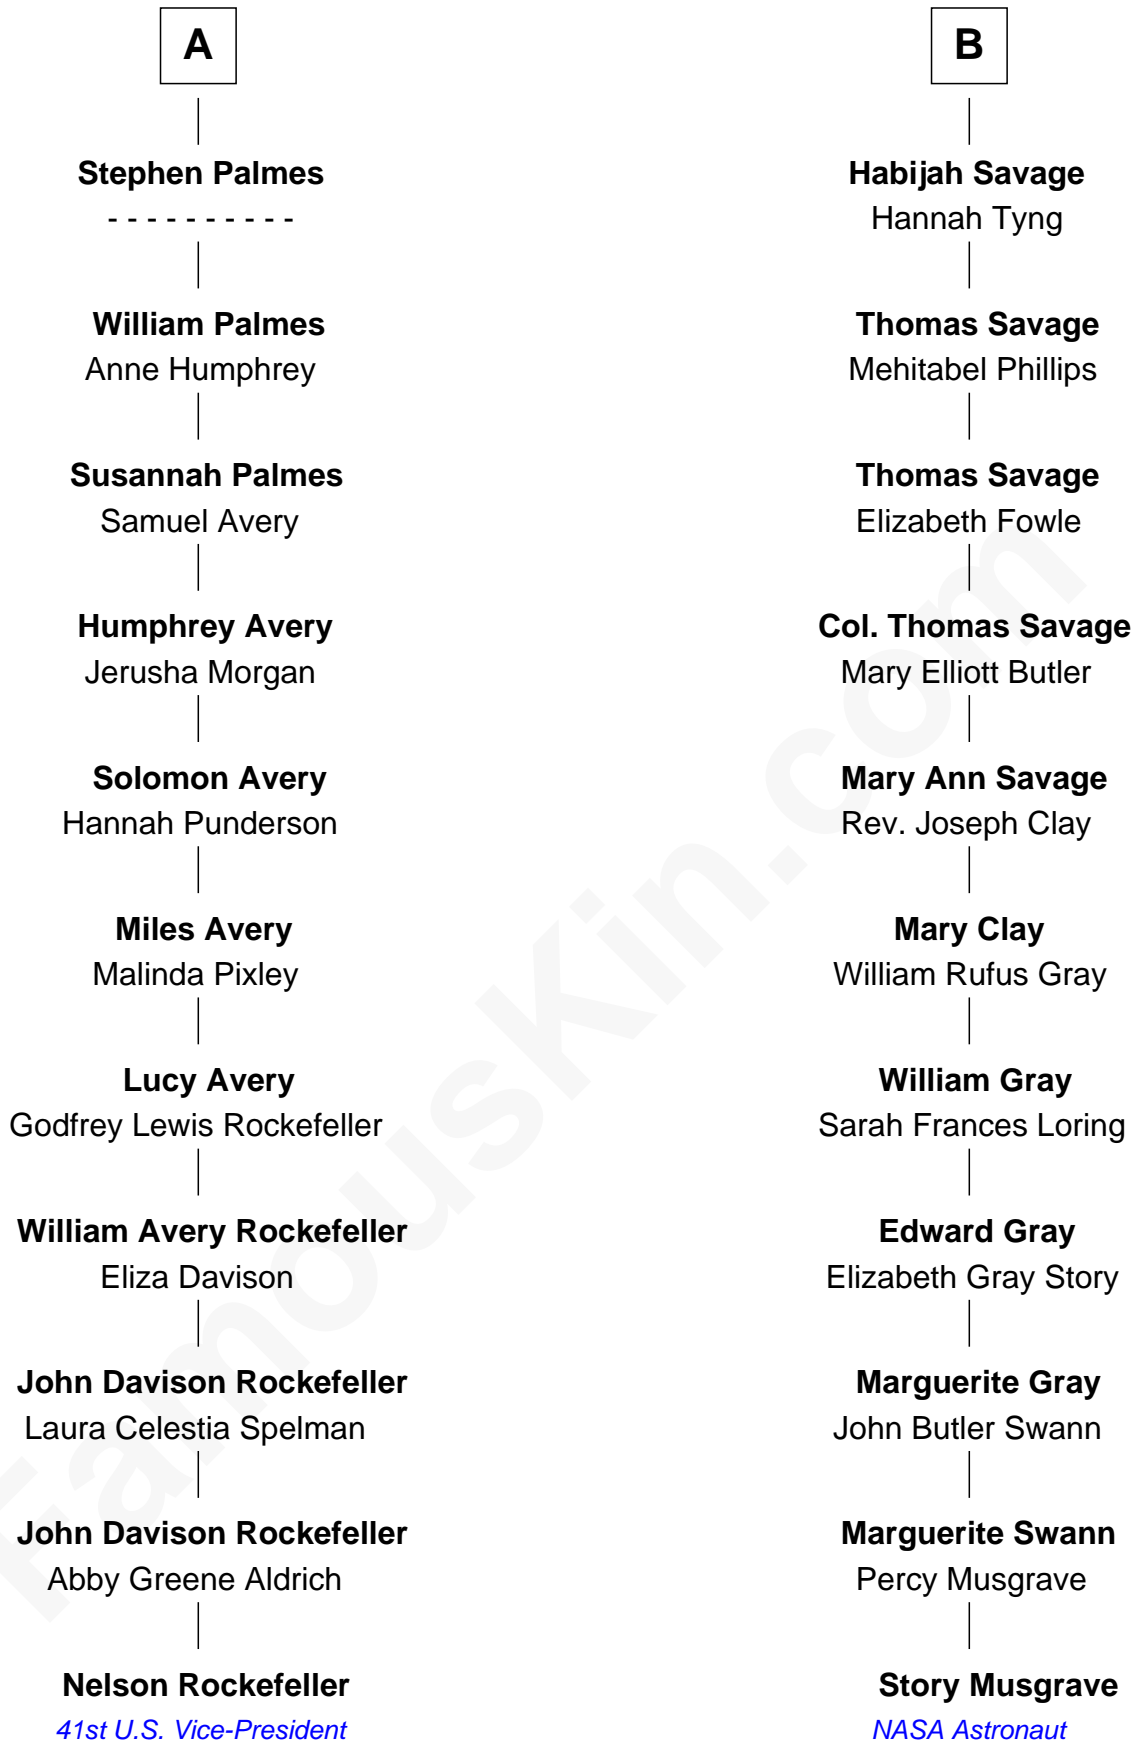 A
Stephen Palmes
- - - - - - - - - -
William Palmes
Anne Humphrey
Susannah Palmes
Samuel Avery
Humphrey Avery
Jerusha Morgan
Solomon Avery
Hannah Punderson
Miles Avery
Malinda Pixley
Lucy Avery
Godfrey Lewis Rockefeller
William Avery Rockefeller
Eliza Davison
John Davison Rockefeller
Laura Celestia Spelman
John Davison Rockefeller
Abby Greene Aldrich
Nelson Rockefeller
41st U.S. Vice-President
B
Habijah Savage
Hannah Tyng
Thomas Savage
Mehitabel Phillips
Thomas Savage
Elizabeth Fowle
Col. Thomas Savage
Mary Elliott Butler
Mary Ann Savage
Rev. Joseph Clay
Mary Clay
William Rufus Gray
William Gray
Sarah Frances Loring
Edward Gray
Elizabeth Gray Story
Marguerite Gray
John Butler Swann
Marguerite Swann
Percy Musgrave
Story Musgrave
NASA Astronaut
FamousKin.com